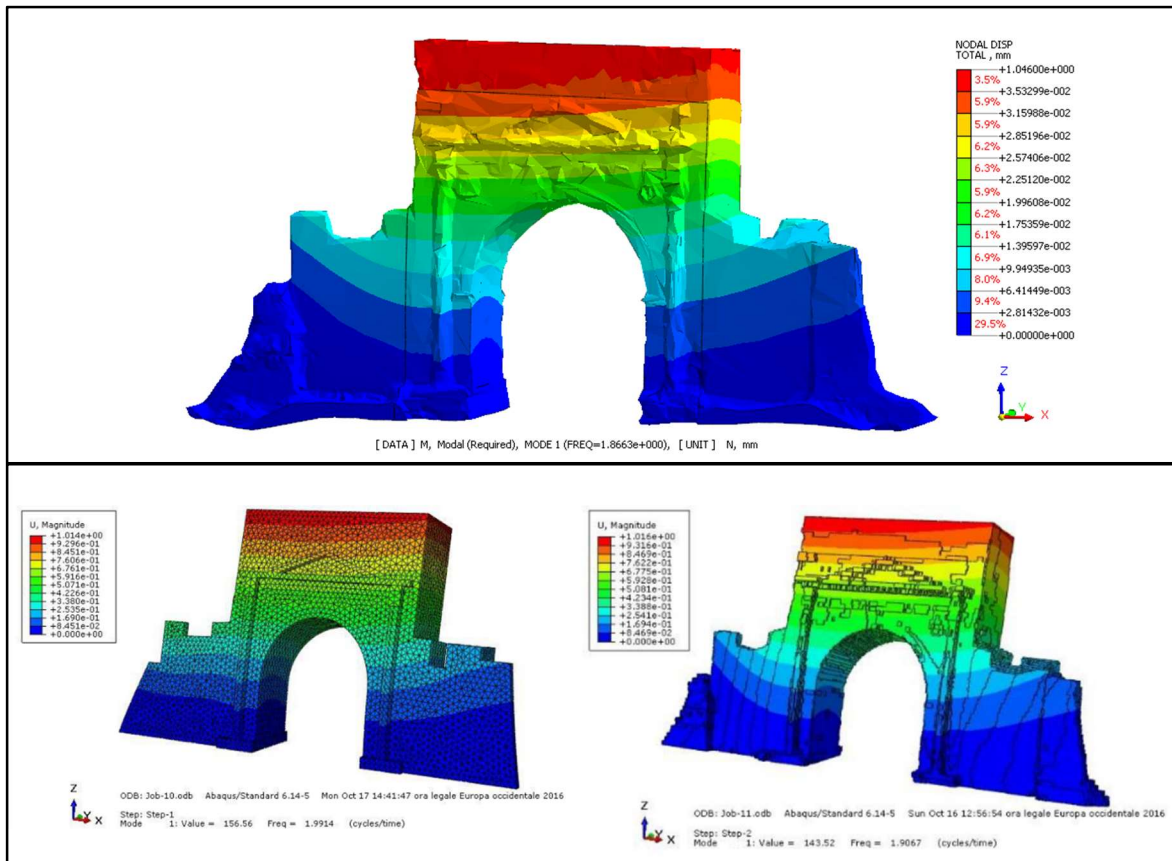 NODAL DISP
TOTAL , mm
+1.04600e+000
3.5%
+3.53299e-002
5.9%
+3.15988e-002
5.9%
+2.85196e-002
6.2%
+2.57406e-002
6.3%
+2.25120e-002
5.9%
+1.99608e-002
6.2%
+1.75359e-002
6.1%
+1.39597e-002
6.9%
+9.94935e-003
8.0%
+6.41449e-003
9.4%
+2.81432e-003
29.5%
+0.00000e+000
Z
Y
X
[ DATA ] M, Modal (Required), MODE 1 (FREQ=1.8663e+000), [ UNIT ] N, mm
U, Magnitude
+1.014e+00
+9.296e-01
+8.451e-01
+7.606e-01
+6.761e-01
+5.916e-01
+5.071e-01
+4.226e-01
+3.380e-01
+2.535e-01
+1.690e-01
+8.451e-02
+0.000e+00
Z
Y
X
ODB: Job-10.odb Abaqus/Standard 6.14-5 Mon Oct 17 14:41:47 ora legale Europa occidentale 2016
Step: Step-1
Mode 1: Value = 156.56 Freq = 1.9914 (cycles/time)
U, Magnitude
+1.016e+00
+9.316e-01
+8.469e-01
+7.622e-01
+6.775e-01
+5.928e-01
+5.081e-01
+4.234e-01
+3.388e-01
+2.541e-01
+1.694e-01
+8.469e-02
+0.000e+00
Z
Y
X
ODB: Job-11.odb Abaqus/Standard 6.14-5 Sun Oct 16 12:56:54 ora legale Europa occidentale 2016
Step: Step-2
Mode 1: Value = 143.52 Freq = 1.9067 (cycles/time)